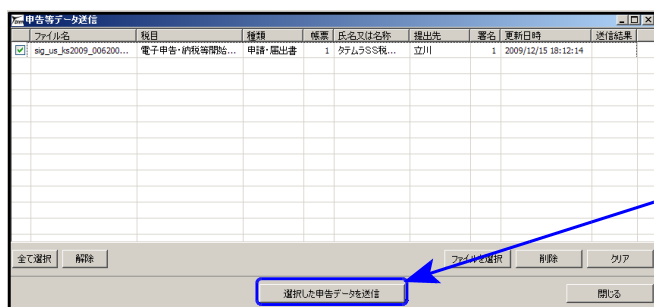 申告等データ送信
ファイル名 税目 種類 帳票 氏名又は名称 提出先 署名 更新日時 送信結果
sig_us_ks2009_006200... 電子申告・納税等開始... 申請・届出書 1 タテムラSS税... 立川 1 2009/12/15 18:12:14
全て選択 解除 ファイルを選択 削除 クリア
選択した申告データを送信 閉じる